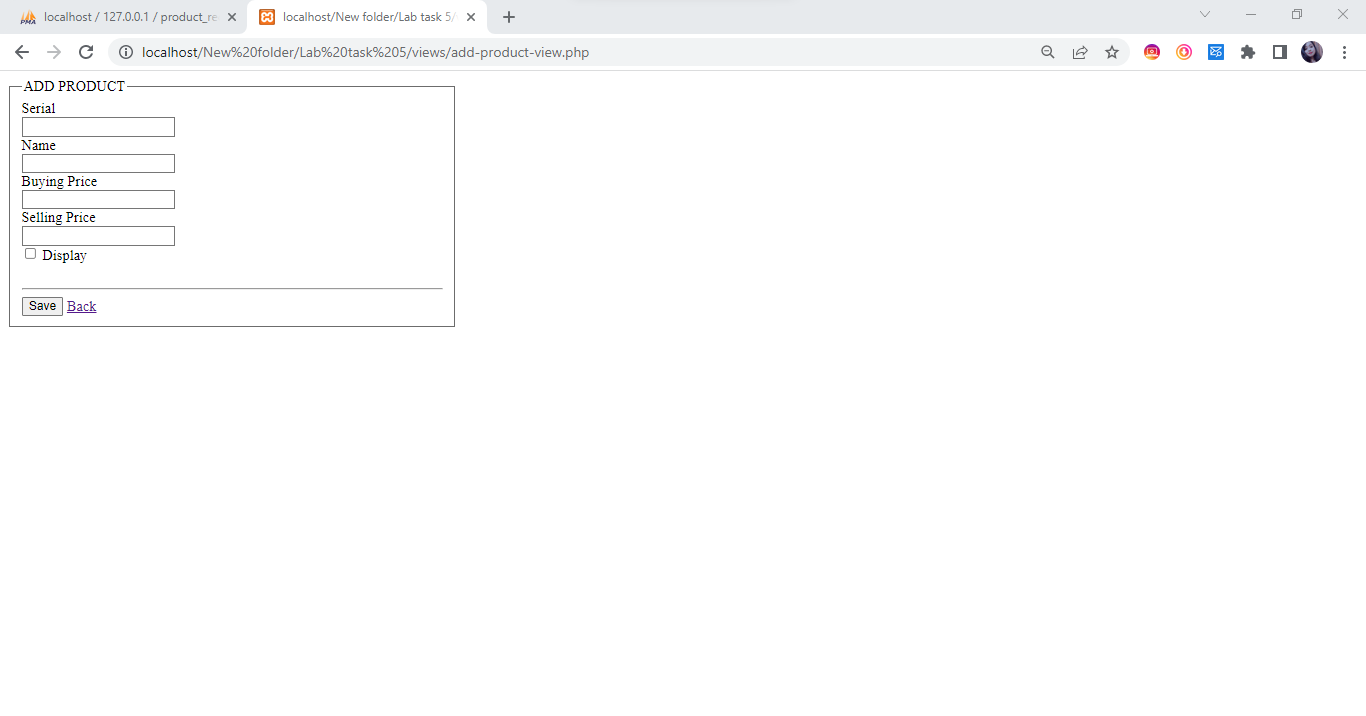 localhost / 127.0.0.1 / product_re
localhost/New folder/Lab task 5/
localhost/New%20folder/Lab%20task%205/views/add-product-view.php
ADD PRODUCT
Serial
Name
Buying Price
Selling Price
Display
Save Back